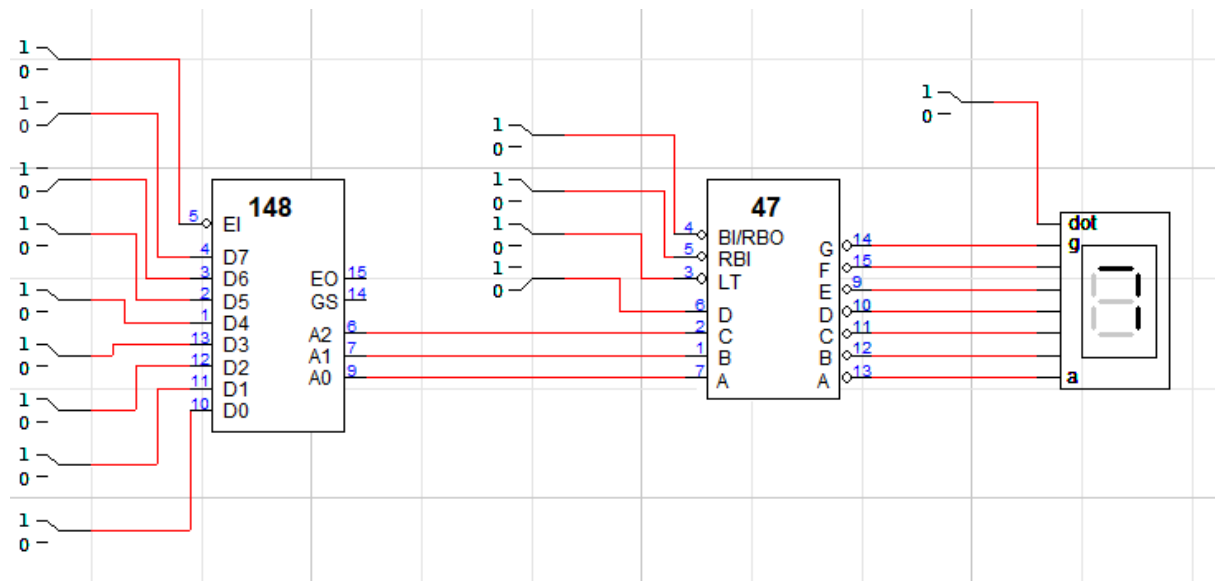 1
0
1
0
1
0
1
0
1
0
1
0
1
0
1
0
1
0
148
5 EI
4 D7
3 D6
2 D5
1 D4
13 D3
12 D2
11 D1
10 D0
EO 15
GS 14
A2 6
A1 7
A0 9
1
0
1
0
1
0
1
0
47
4 BI/RBO
5 RBI
3 LT
6 D
2 C
1 B
7 A
G 14
F 15
E 9
D 10
C 11
B 12
A 13
1
0
dot
g
a